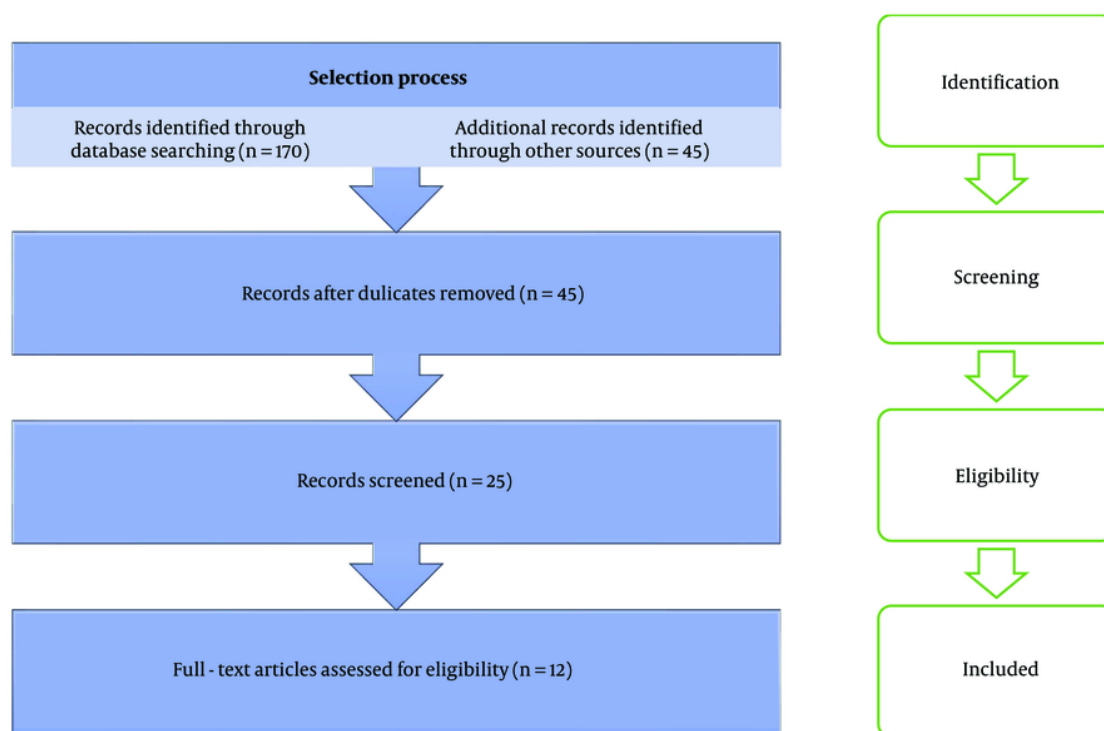 Selection process
Records identified through
database searching (n = 170)
Additional records identified
through other sources (n = 45)
Records after dulicates removed (n = 45)
Records screened (n = 25)
Full - text articles assessed for eligibility (n = 12)
Identification
Screening
Eligibility
Included